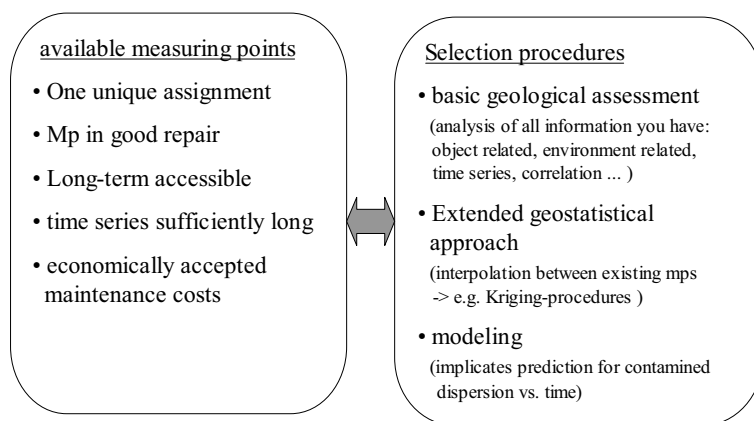 available measuring points
• One unique assignment
• Mp in good repair
• Long-term accessible
• time series sufficiently long
• economically accepted
maintenance costs
Selection procedures
• basic geological assessment
(analysis of all information you have:
object related, environment related,
time series, correlation ... )
• Extended geostatistical
approach
(interpolation between existing mps
-> e.g. Kriging-procedures )
• modeling
(implicates prediction for contamined
dispersion vs. time)